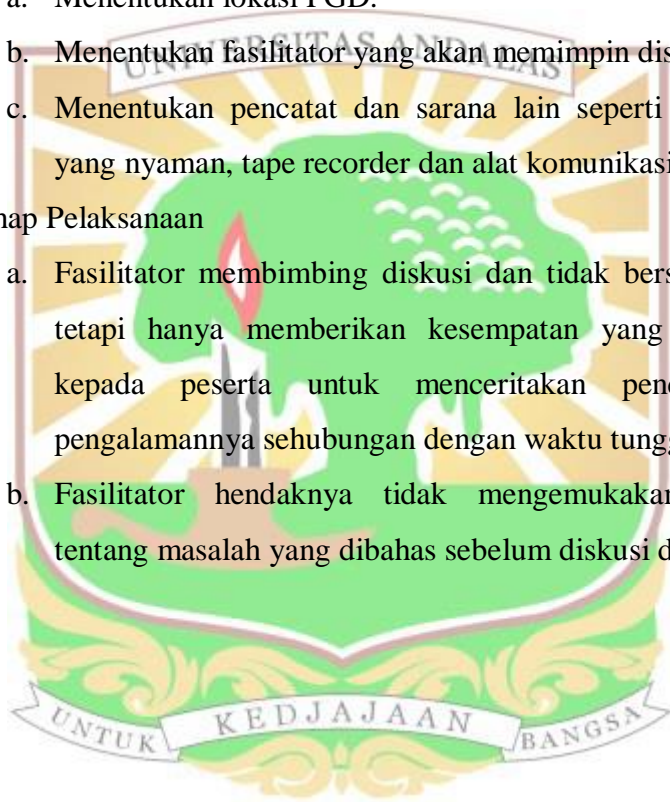 a. Menentukan lokasi FGD.
b. Menentukan fasilitator yang akan memimpin dis
c. Menentukan pencatat dan sarana lain seperti
yang nyaman, tape recorder dan alat komunikasi
hap Pelaksanaan
a. Fasilitator membimbing diskusi dan tidak bers
tetapi hanya memberikan kesempatan yang
kepada peserta untuk menceritakan pen
pengalamannya sehubungan dengan waktu tungg
b. Fasilitator hendaknya tidak mengemukakan
tentang masalah yang dibahas sebelum diskusi d
UNIVERSITAS ANDALAS
UNTUK KEDJAJAAN BANGSA